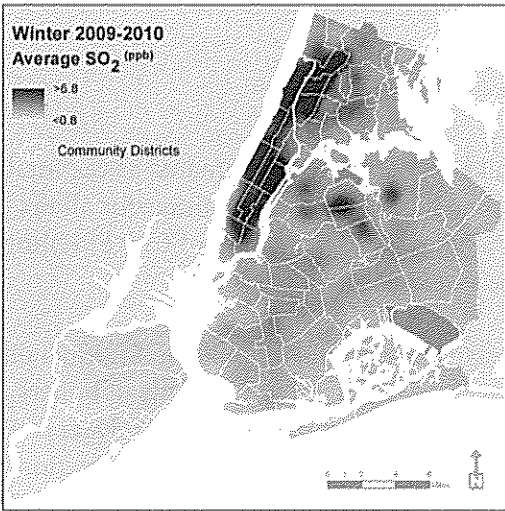 Winter 2009-2010
Average SO2 (ppb)
>6.8
<0.8
Community Districts
Miles
N